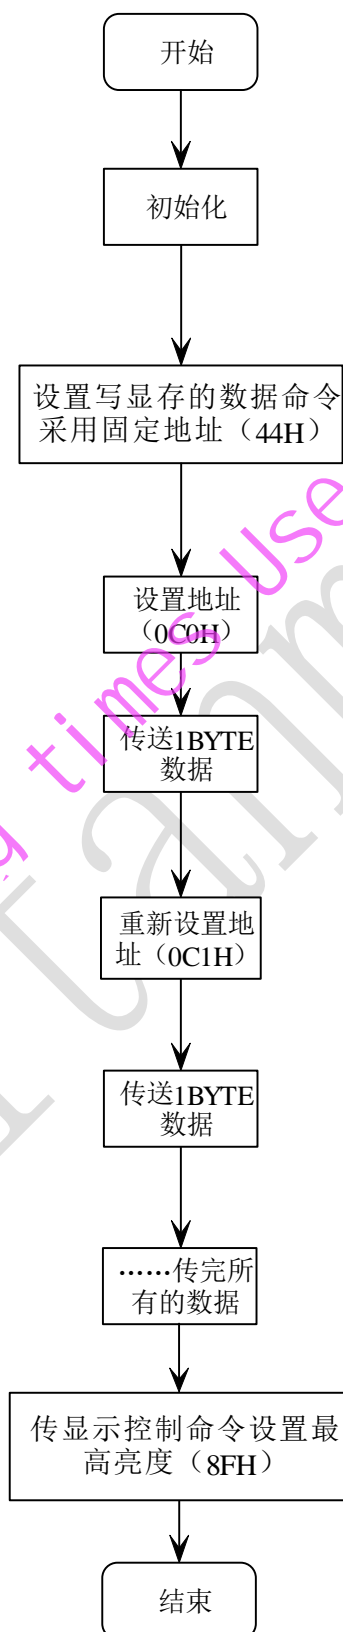 开始
初始化
设置写显存的数据命令
采用固定地址（44H）
设置地址
（0C0H）
传送1BYTE
数据
重新设置地
址（0C1H）
传送1BYTE
数据
……传完所
有的数据
传显示控制命令设置最
高亮度（8FH）
结束
times Use